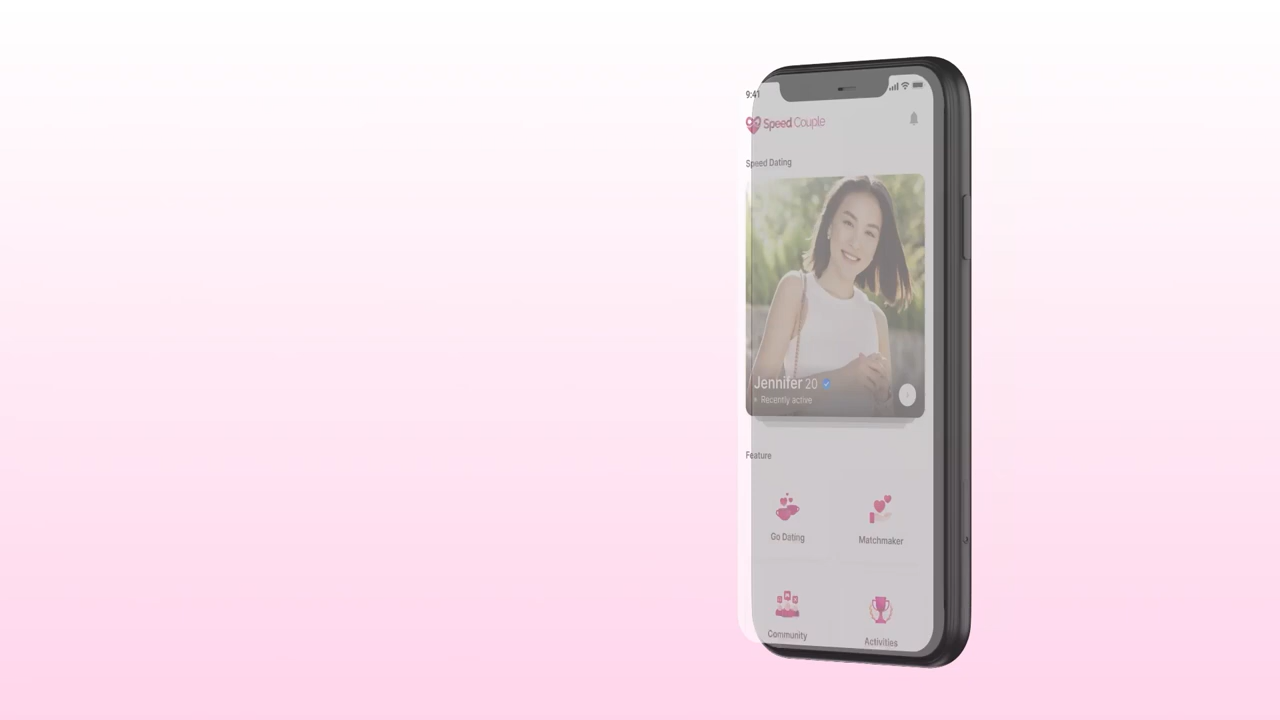 9:41
Speed Couple
Speed Dating
Jennifer 20
Recently active
Feature
Go Dating
Matchmaker
Community
Activities